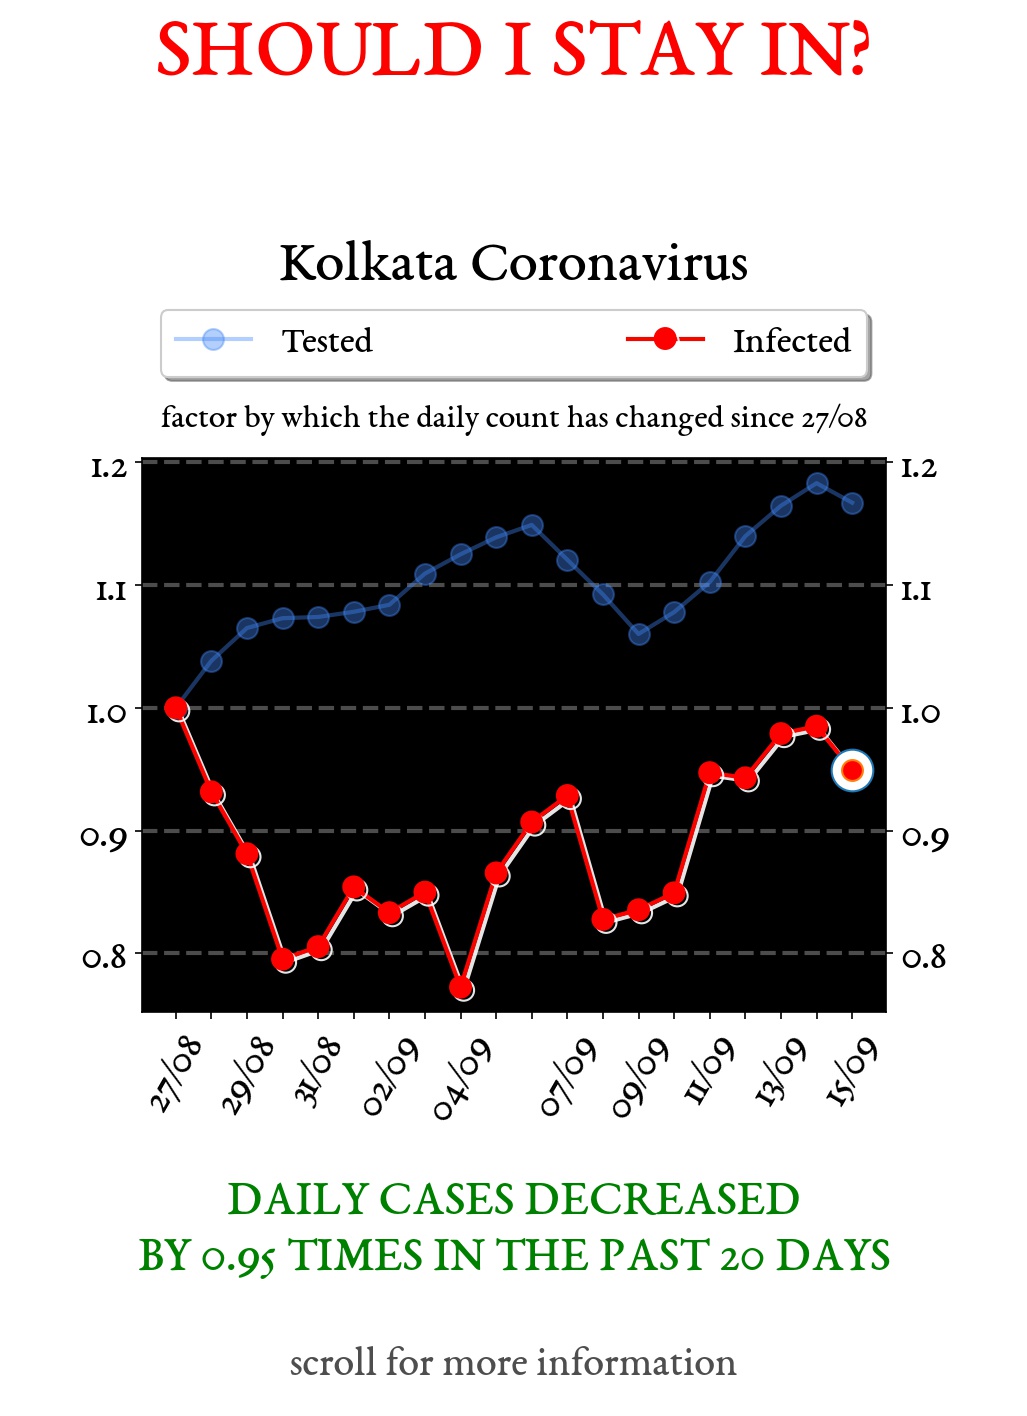 SHOULD I STAY IN?
Kolkata Coronavirus
Tested Infected
factor by which the daily count has changed since 27/08
1.2 1.2
1.1 1.1
1.0 1.0
0.9 0.9
0.8 0.8
27/08 29/08 31/08 02/09 04/09 07/09 09/09 11/09 13/09 15/09
DAILY CASES DECREASED
BY 0.95 TIMES IN THE PAST 20 DAYS
scroll for more information